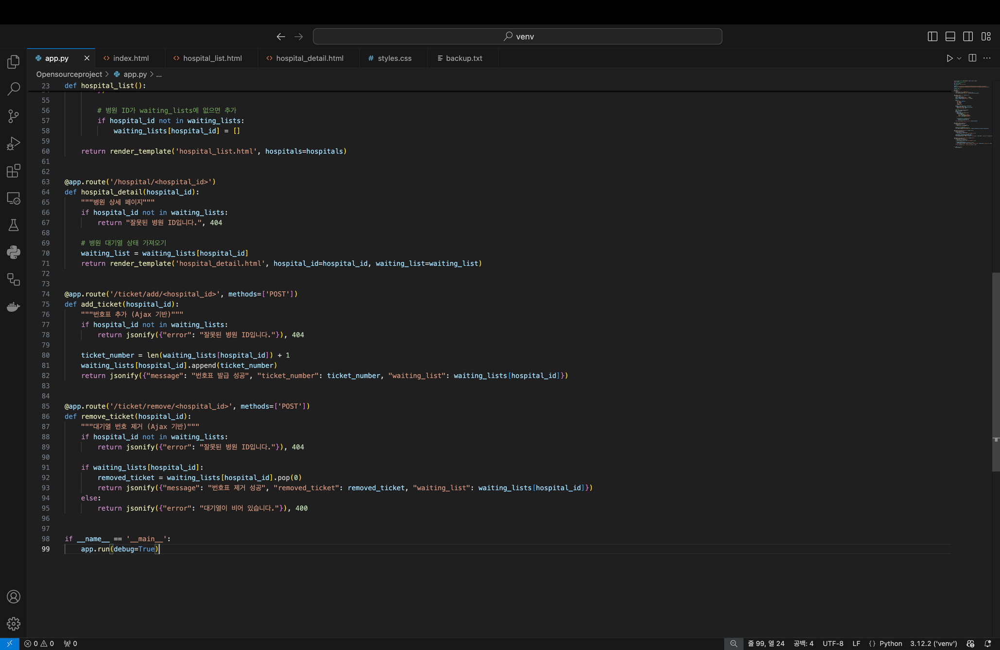 venv
app.py index.html hospital_list.html hospital_detail.html styles.css backup.txt
Opensourceproject > app.py > ...
23 def hospital_list():
55
56 # 병원 ID가 waiting_lists에 없으면 추가
57 if hospital_id not in waiting_lists:
58 waiting_lists[hospital_id] = []
59
60 return render_template('hospital_list.html', hospitals=hospitals)
61
62
63 @app.route('/hospital/<hospital_id>')
64 def hospital_detail(hospital_id):
65 """병원 상세 페이지"""
66 if hospital_id not in waiting_lists:
67 return "잘못된 병원 ID입니다.", 404
68
69 # 병원 대기열 상태 가져오기
70 waiting_list = waiting_lists[hospital_id]
71 return render_template('hospital_detail.html', hospital_id=hospital_id, waiting_list=waiting_list)
72
73
74 @app.route('/ticket/add/<hospital_id>', methods=['POST'])
75 def add_ticket(hospital_id):
76 """번호표 추가 (Ajax 기반)"""
77 if hospital_id not in waiting_lists:
78 return jsonify({"error": "잘못된 병원 ID입니다."}), 404
79
80 ticket_number = len(waiting_lists[hospital_id]) + 1
81 waiting_lists[hospital_id].append(ticket_number)
82 return jsonify({"message": "번호표 발급 성공", "ticket_number": ticket_number, "waiting_list": waiting_lists[hospital_id]})
83
84
85 @app.route('/ticket/remove/<hospital_id>', methods=['POST'])
86 def remove_ticket(hospital_id):
87 """대기열 번호 제거 (Ajax 기반)"""
88 if hospital_id not in waiting_lists:
89 return jsonify({"error": "잘못된 병원 ID입니다."}), 404
90
91 if waiting_lists[hospital_id]:
92 removed_ticket = waiting_lists[hospital_id].pop(0)
93 return jsonify({"message": "번호표 제거 성공", "removed_ticket": removed_ticket, "waiting_list": waiting_lists[hospital_id]})
94 else:
95 return jsonify({"error": "대기열이 비어 있습니다."}), 400
96
97
98 if __name__ == '__main__':
99 app.run(debug=True)
0 0 0 줄 99, 열 24 공백: 4 UTF-8 LF {} Python 3.12.2 ('venv')